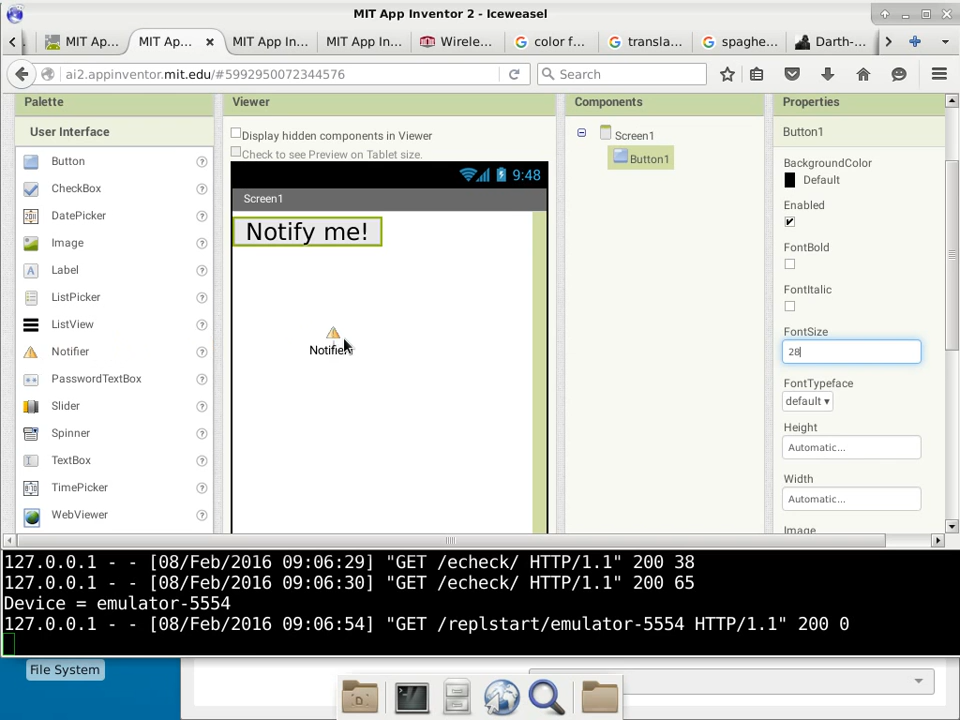 MIT App Inventor 2 - Iceweasel
MIT Ap...
MIT Ap...
MIT App In...
MIT App In...
Wirele...
color f...
transla...
spaghe...
Darth-...
ai2.appinventor.mit.edu/#5992950072344576
Search
Palette
Viewer
Components
Properties
User Interface
Button
CheckBox
DatePicker
Image
Label
ListPicker
ListView
Notifier
PasswordTextBox
Slider
Spinner
TextBox
TimePicker
WebViewer
Display hidden components in Viewer
Check to see Preview on Tablet size.
9:48
Screen1
Notify me!
Notifier
Screen1
Button1
Button1
BackgroundColor
Default
Enabled
FontBold
FontItalic
FontSize
28
FontTypeface
default ▾
Height
Automatic...
Width
Automatic...
Image
127.0.0.1 - - [08/Feb/2016 09:06:29] "GET /echeck/ HTTP/1.1" 200 38
127.0.0.1 - - [08/Feb/2016 09:06:30] "GET /echeck/ HTTP/1.1" 200 65
Device = emulator-5554
127.0.0.1 - - [08/Feb/2016 09:06:54] "GET /replstart/emulator-5554 HTTP/1.1" 200 0
File System